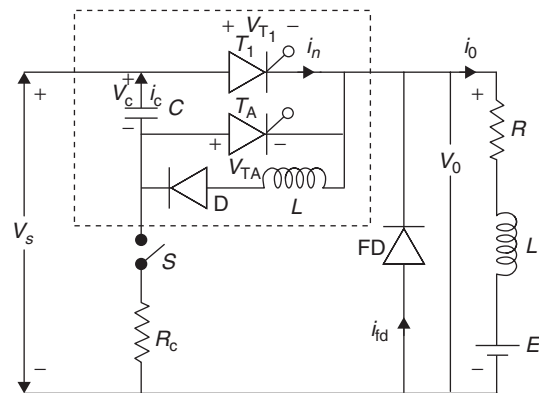 + V_T1 −
T_1
i_n
i_0
+
+
V_c
i_c
C
−
T_A
+
−
V_TA
+
R
D
L
V_0
V_s
S
FD
L
R_c
i_fd
E
−
−